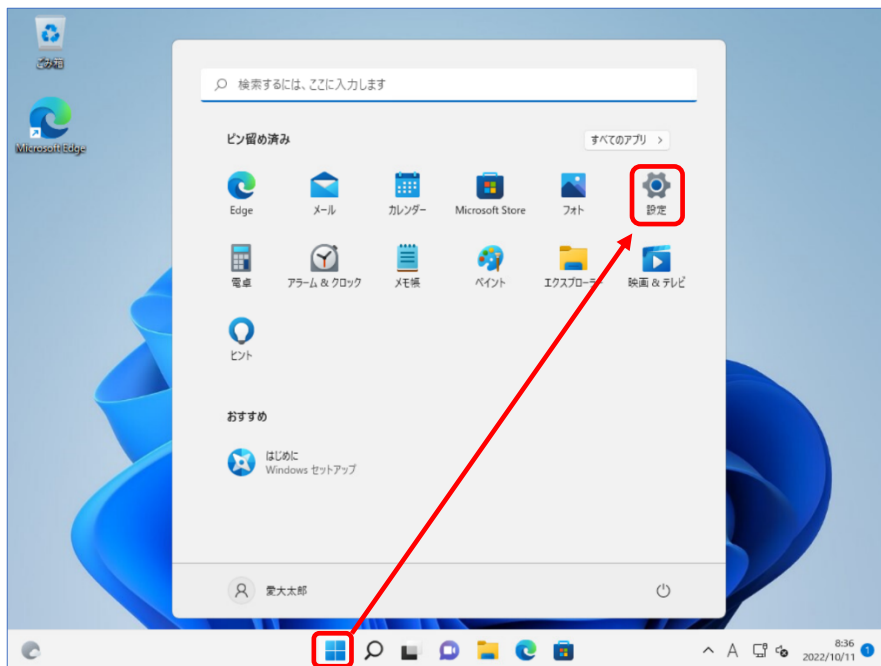 ごみ箱
Microsoft Edge
検索するには、ここに入力します
ピン留め済み
すべてのアプリ >
Edge
メール
カレンダー
Microsoft Store
フォト
設定
電卓
アラーム & クロック
メモ帳
ペイント
エクスプローラー
映画 & テレビ
ヒント
おすすめ
はじめに
Windows セットアップ
愛大太郎
A
8:36
2022/10/11
1